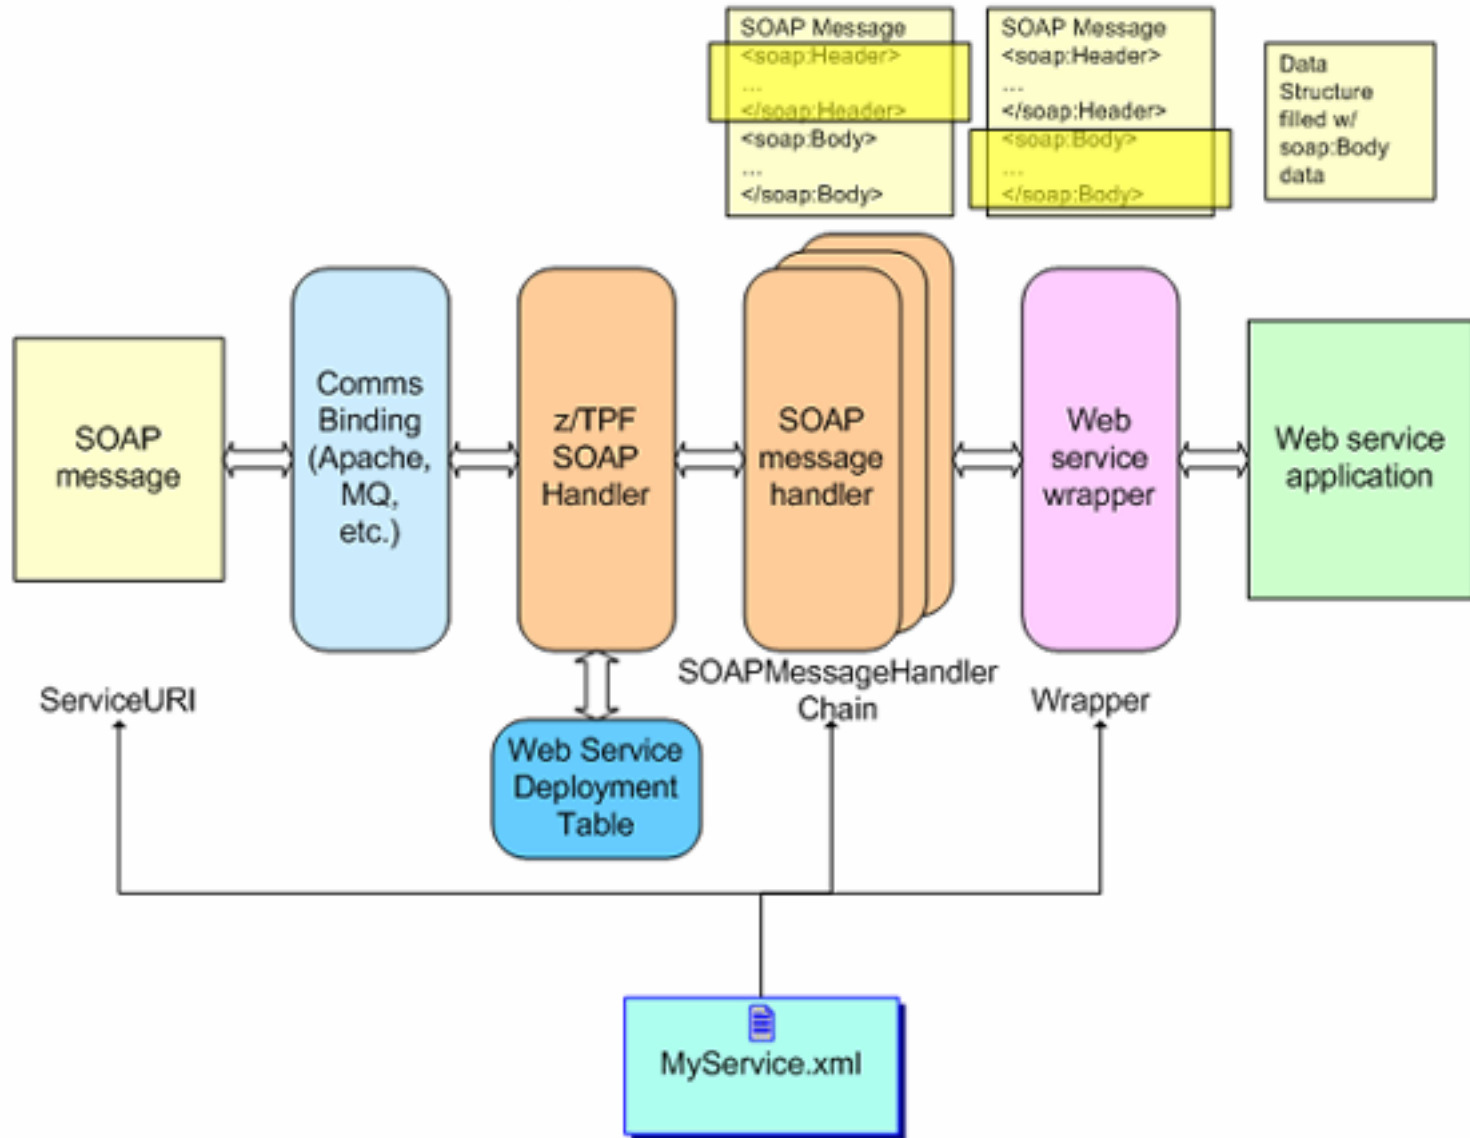 SOAP Message
<soap:Header>
...
</soap:Header>
<soap:Body>
...
</soap:Body>
SOAP Message
<soap:Header>
...
</soap:Header>
<soap:Body>
...
</soap:Body>
Data
Structure
filled w/
soap:Body
data
SOAP
message
Comms
Binding
(Apache,
MQ,
etc.)
z/TPF
SOAP
Handler
SOAP
message
handler
Web
service
wrapper
Web service
application
ServiceURI
SOAPMessageHandler
Chain
Wrapper
Web Service
Deployment
Table
MyService.xml